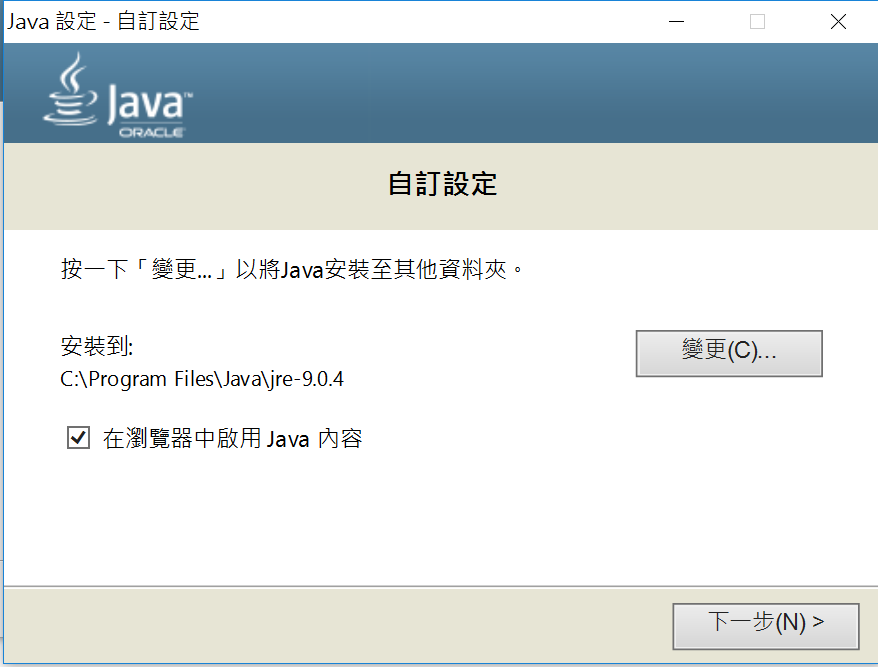 Java 設定 - 自訂設定
Java™
ORACLE
自訂設定
按一下「變更...」以將Java安裝至其他資料夾。
安裝到:
C:\Program Files\Java\jre-9.0.4
變更(C)...
在瀏覽器中啟用 Java 內容
下一步(N) >